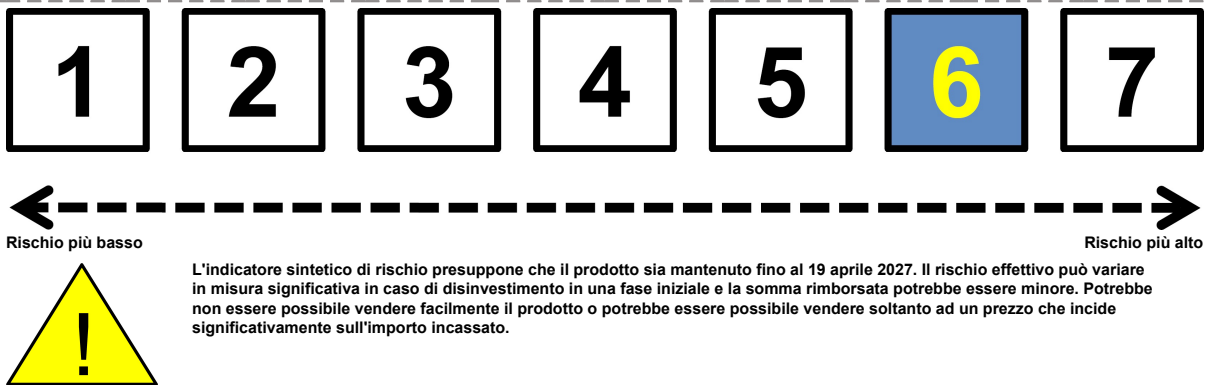 1 2 3 4 5 6 7
Rischio più basso Rischio più alto
L'indicatore sintetico di rischio presuppone che il prodotto sia mantenuto fino al 19 aprile 2027. Il rischio effettivo può variare
in misura significativa in caso di disinvestimento in una fase iniziale e la somma rimborsata potrebbe essere minore. Potrebbe
non essere possibile vendere facilmente il prodotto o potrebbe essere possibile vendere soltanto ad un prezzo che incide
significativamente sull'importo incassato.
!